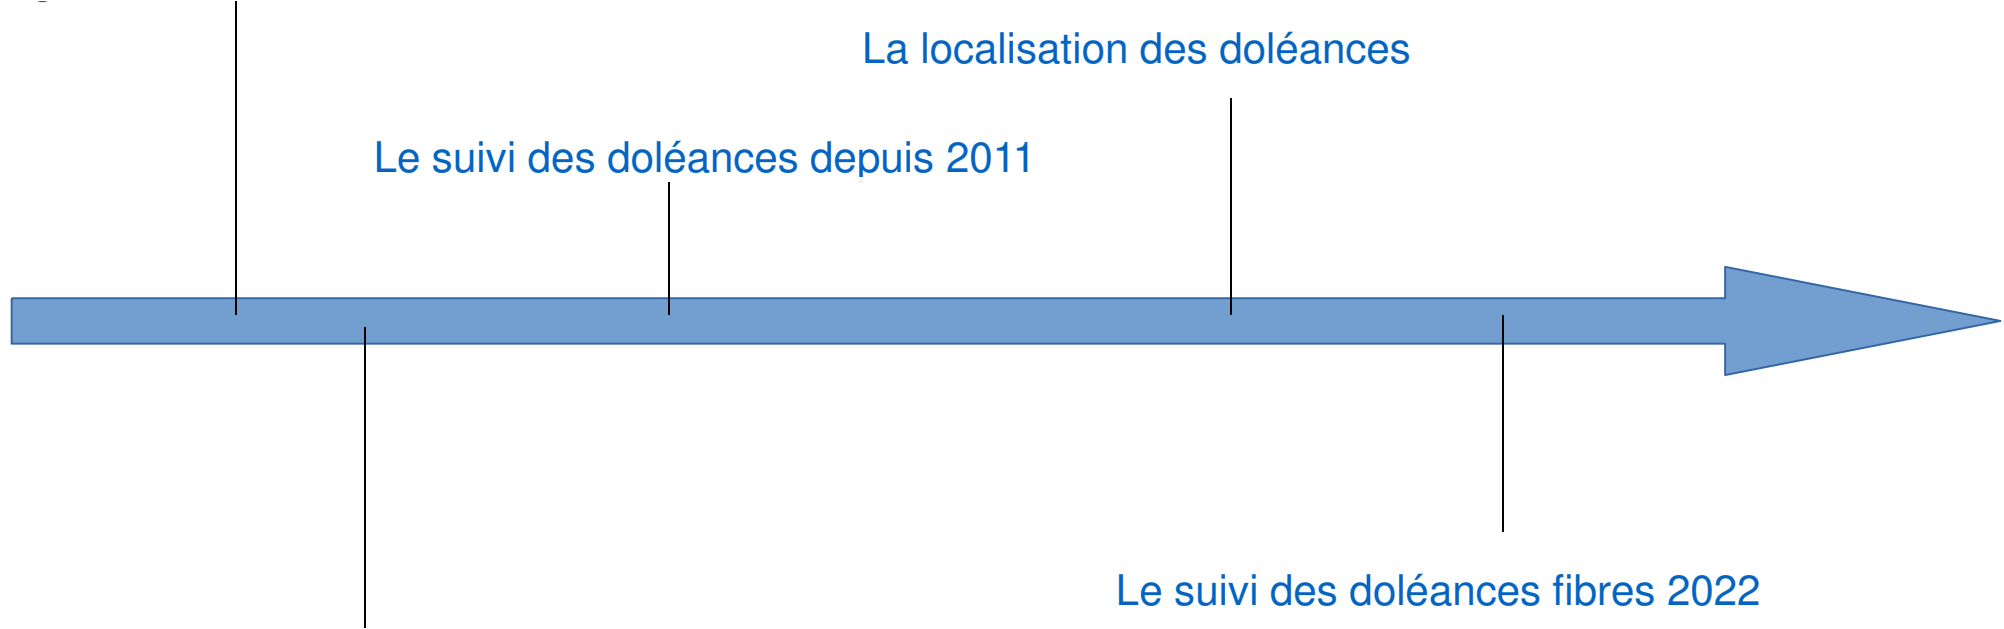 La localisation des doléances
Le suivi des doléances depuis 2011
Le suivi des doléances fibres 2022